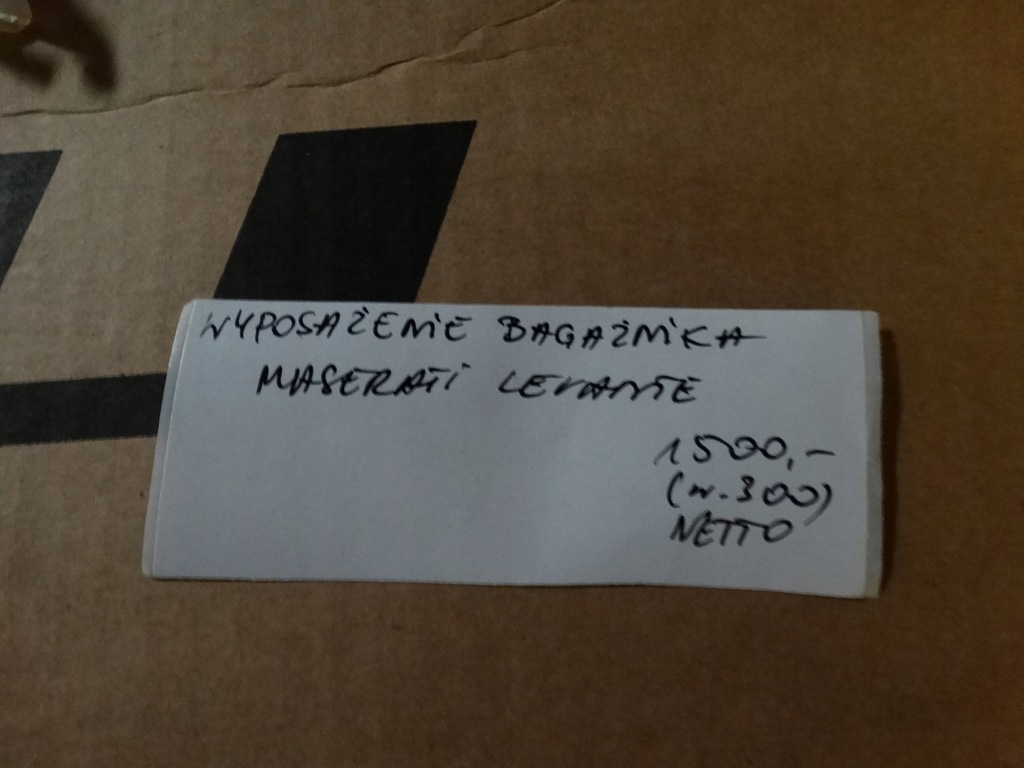 WYPOSAŻENIE BAGAŻNIKA
MASERATI LEVANTE
1500,-
(w. 300)
NETTO